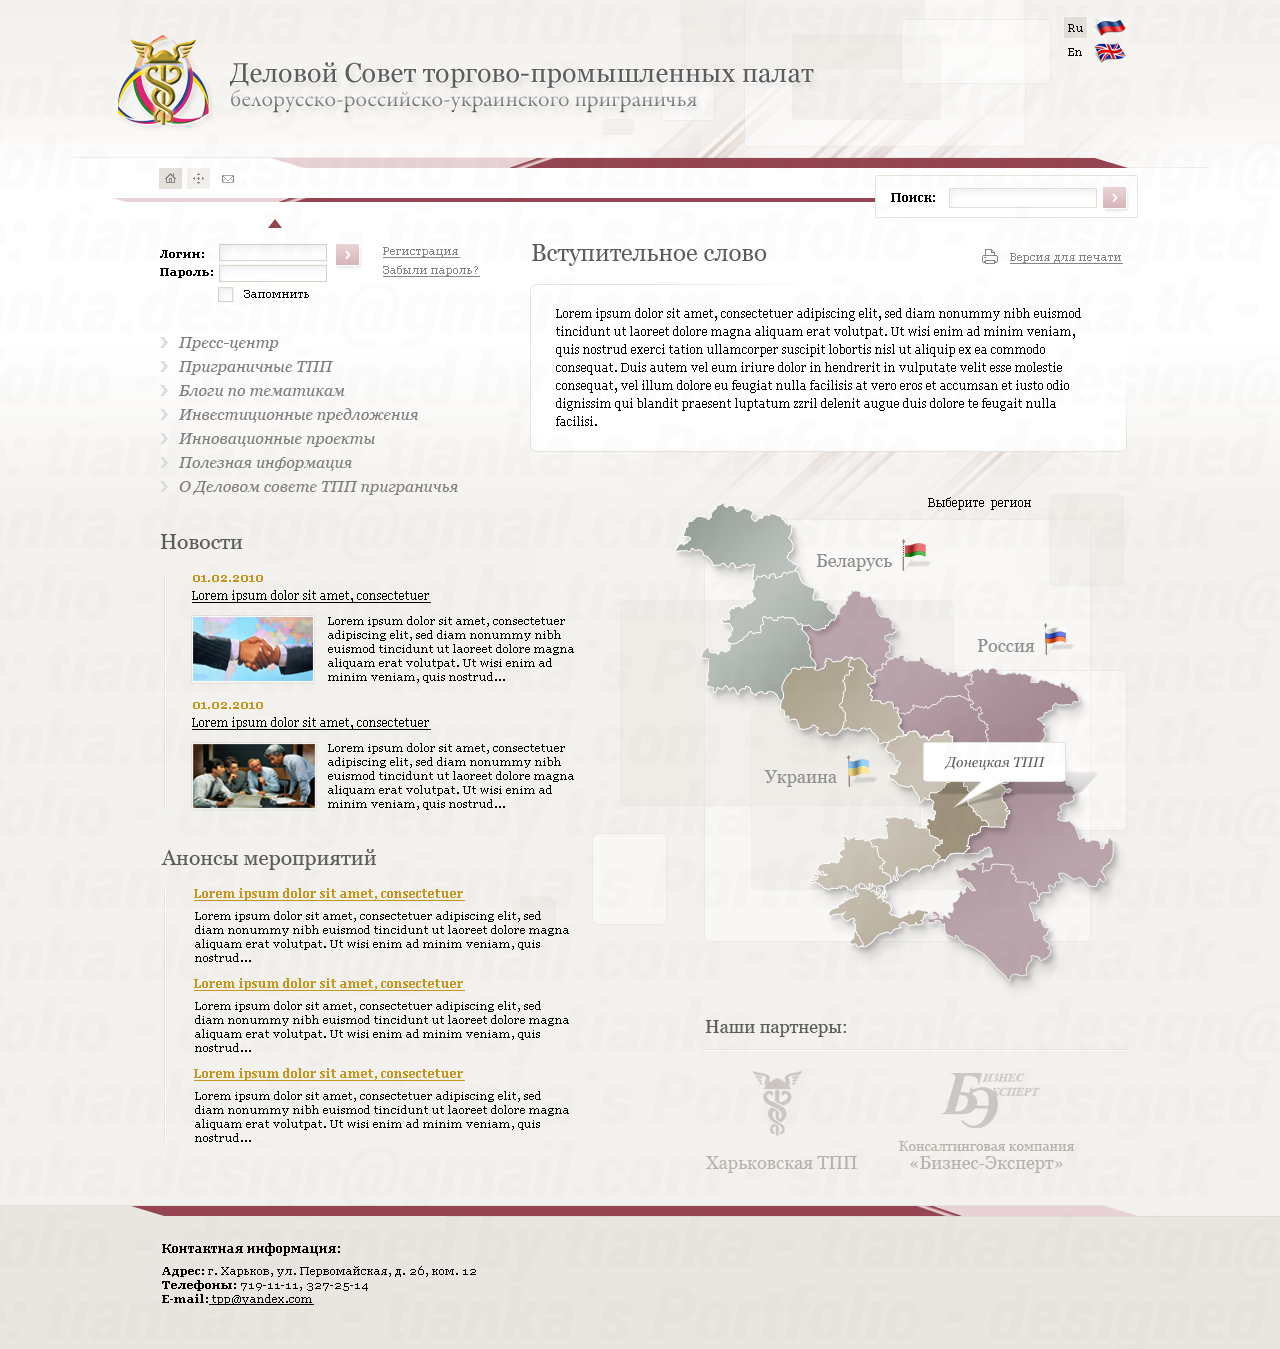 Ru
En
Деловой Совет торгово-промышленных палат
белорусско-российско-украинского приграничья
Поиск:
Логин:
Пароль:
Запомнить
Регистрация
Забыли пароль?
Вступительное слово
Версия для печати
Lorem ipsum dolor sit amet, consectetuer adipiscing elit, sed diam nonummy nibh euismod
tincidunt ut laoreet dolore magna aliquam erat volutpat. Ut wisi enim ad minim veniam,
quis nostrud exerci tation ullamcorper suscipit lobortis nisl ut aliquip ex ea commodo
consequat. Duis autem vel eum iriure dolor in hendrerit in vulputate velit esse molestie
consequat, vel illum dolore eu feugiat nulla facilisis at vero eros et accumsan et iusto odio
dignissim qui blandit praesent luptatum zzril delenit augue duis dolore te feugait nulla
facilisi.
Пресс-центр
Приграничные ТПП
Блоги по тематикам
Инвестиционные предложения
Инновационные проекты
Полезная информация
О Деловом совете ТПП приграничья
Новости
01.02.2010
Lorem ipsum dolor sit amet, consectetuer
Lorem ipsum dolor sit amet, consectetuer
adipiscing elit, sed diam nonummy nibh
euismod tincidunt ut laoreet dolore magna
aliquam erat volutpat. Ut wisi enim ad
minim veniam, quis nostrud...
01.02.2010
Lorem ipsum dolor sit amet, consectetuer
Lorem ipsum dolor sit amet, consectetuer
adipiscing elit, sed diam nonummy nibh
euismod tincidunt ut laoreet dolore magna
aliquam erat volutpat. Ut wisi enim ad
minim veniam, quis nostrud...
Анонсы мероприятий
Lorem ipsum dolor sit amet, consectetuer
Lorem ipsum dolor sit amet, consectetuer adipiscing elit, sed
diam nonummy nibh euismod tincidunt ut laoreet dolore magna
aliquam erat volutpat. Ut wisi enim ad minim veniam, quis
nostrud...
Lorem ipsum dolor sit amet, consectetuer
Lorem ipsum dolor sit amet, consectetuer adipiscing elit, sed
diam nonummy nibh euismod tincidunt ut laoreet dolore magna
aliquam erat volutpat. Ut wisi enim ad minim veniam, quis
nostrud...
Lorem ipsum dolor sit amet, consectetuer
Lorem ipsum dolor sit amet, consectetuer adipiscing elit, sed
diam nonummy nibh euismod tincidunt ut laoreet dolore magna
aliquam erat volutpat. Ut wisi enim ad minim veniam, quis
nostrud...
Выберите регион
Беларусь
Россия
Украина
Донецкая ТПП
Наши партнеры:
Харьковская ТПП
БИЗНЕС
ЭКСПЕРТ
Консалтинговая компания
«Бизнес-Эксперт»
Контактная информация:
Адрес: г. Харьков, ул. Первомайская, д. 26, ком. 12
Телефоны: 719-11-11, 327-25-14
E-mail: tpp@yandex.com